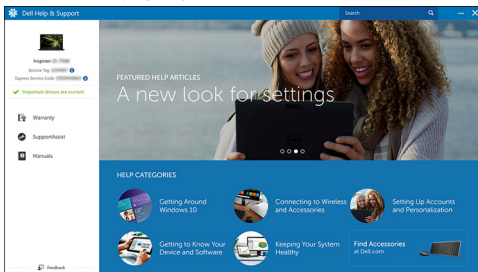 Dell Help & Support
Search
Inspiron
Service Tag:
Express Service Code
Important drivers are current
Warranty
SupportAssist
Manuals
Feedback
FEATURED HELP ARTICLES
A new look for settings
HELP CATEGORIES
Getting Around
Windows 10
Connecting to Wireless
and Accessories
Setting Up Accounts
and Personalization
Getting to Know Your
Device and Software
Keeping Your System
Healthy
Find Accessories
at Dell.com